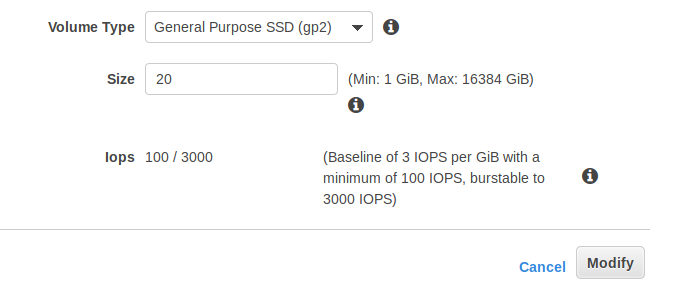 Volume Type General Purpose SSD (gp2)
Size 20 (Min: 1 GiB, Max: 16384 GiB)
Iops 100 / 3000 (Baseline of 3 IOPS per GiB with a
minimum of 100 IOPS, burstable to
3000 IOPS)
Cancel Modify